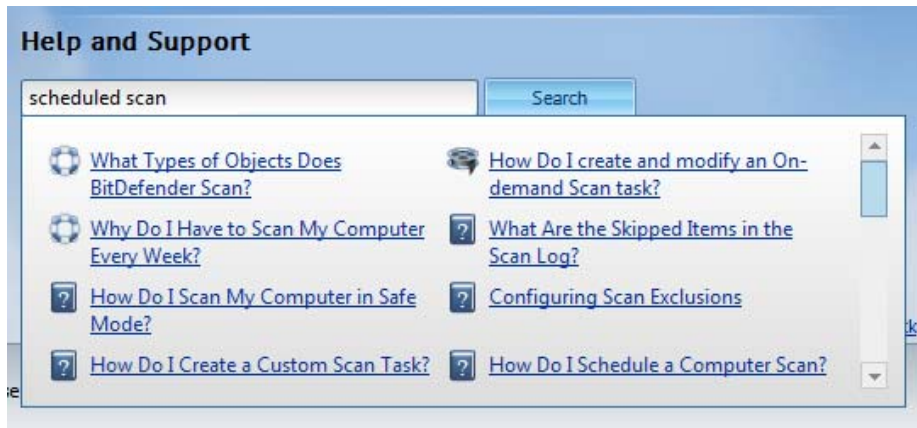 Help and Support
scheduled scan
Search
What Types of Objects Does
BitDefender Scan?
Why Do I Have to Scan My Computer
Every Week?
How Do I Scan My Computer in Safe
Mode?
How Do I Create a Custom Scan Task?
How Do I create and modify an On-
demand Scan task?
What Are the Skipped Items in the
Scan Log?
Configuring Scan Exclusions
How Do I Schedule a Computer Scan?